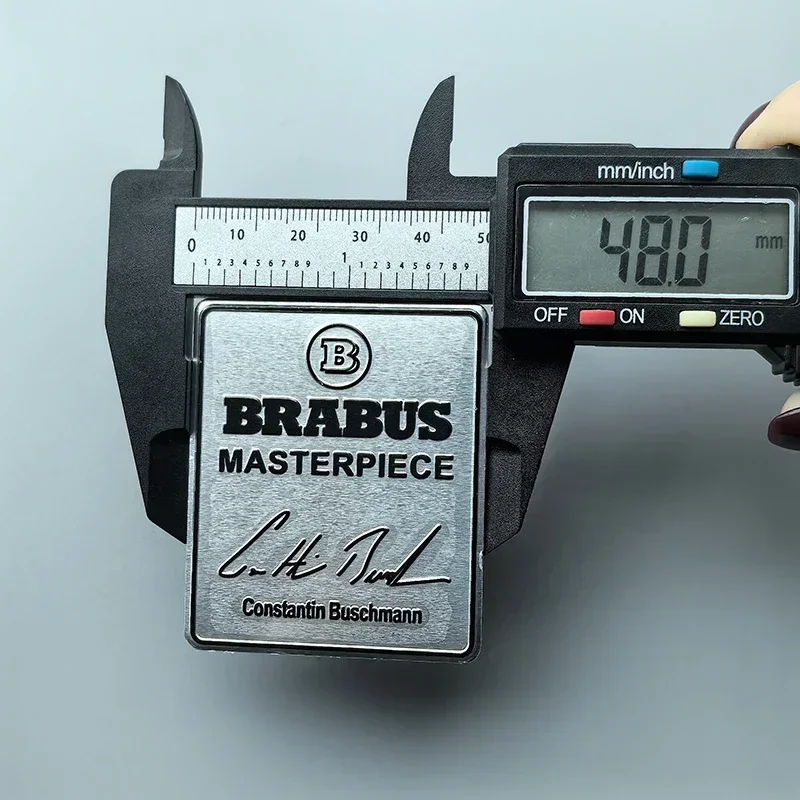 mm/inch
48.0 mm
OFF ON ZERO
0 10 20 30 40 50
1 2 3 4 5 6 7 8 9 1 1 2 3 4 5 6 7 8 9
B
BRABUS
MASTERPIECE
Constantin Buschmann